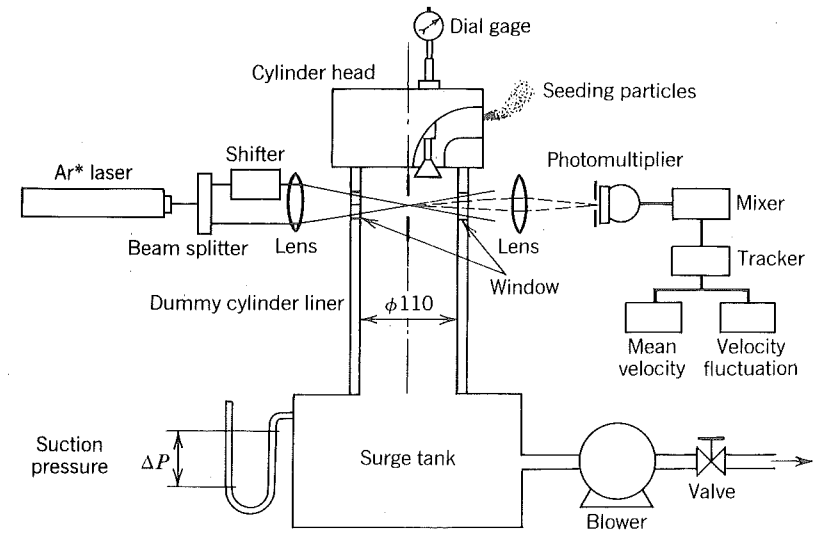 Dial gage
Cylinder head
Seeding particles
Shifter
Photomultiplier
Ar* laser
Mixer
Beam splitter
Lens
Lens
Tracker
Window
Dummy cylinder liner
ϕ110
Mean
velocity
Velocity
fluctuation
Suction
pressure
ΔP
Surge tank
Valve
Blower